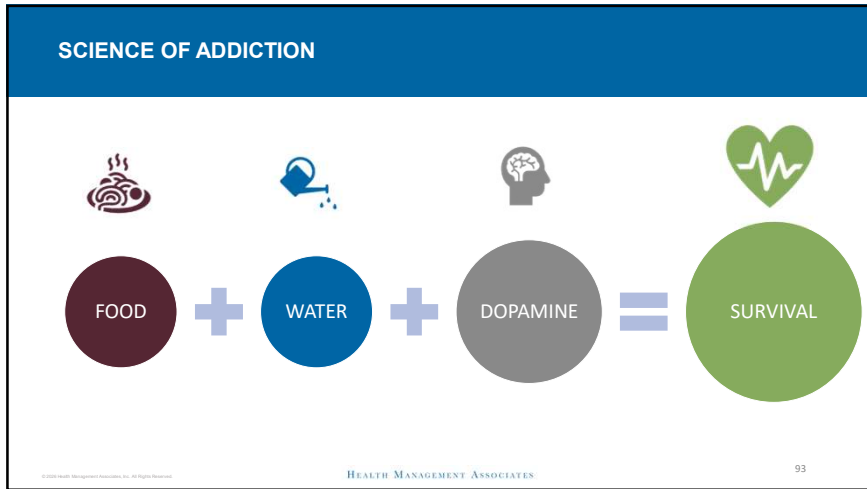 SCIENCE OF ADDICTION
FOOD
WATER
DOPAMINE
SURVIVAL
HEALTH MANAGEMENT ASSOCIATES
93